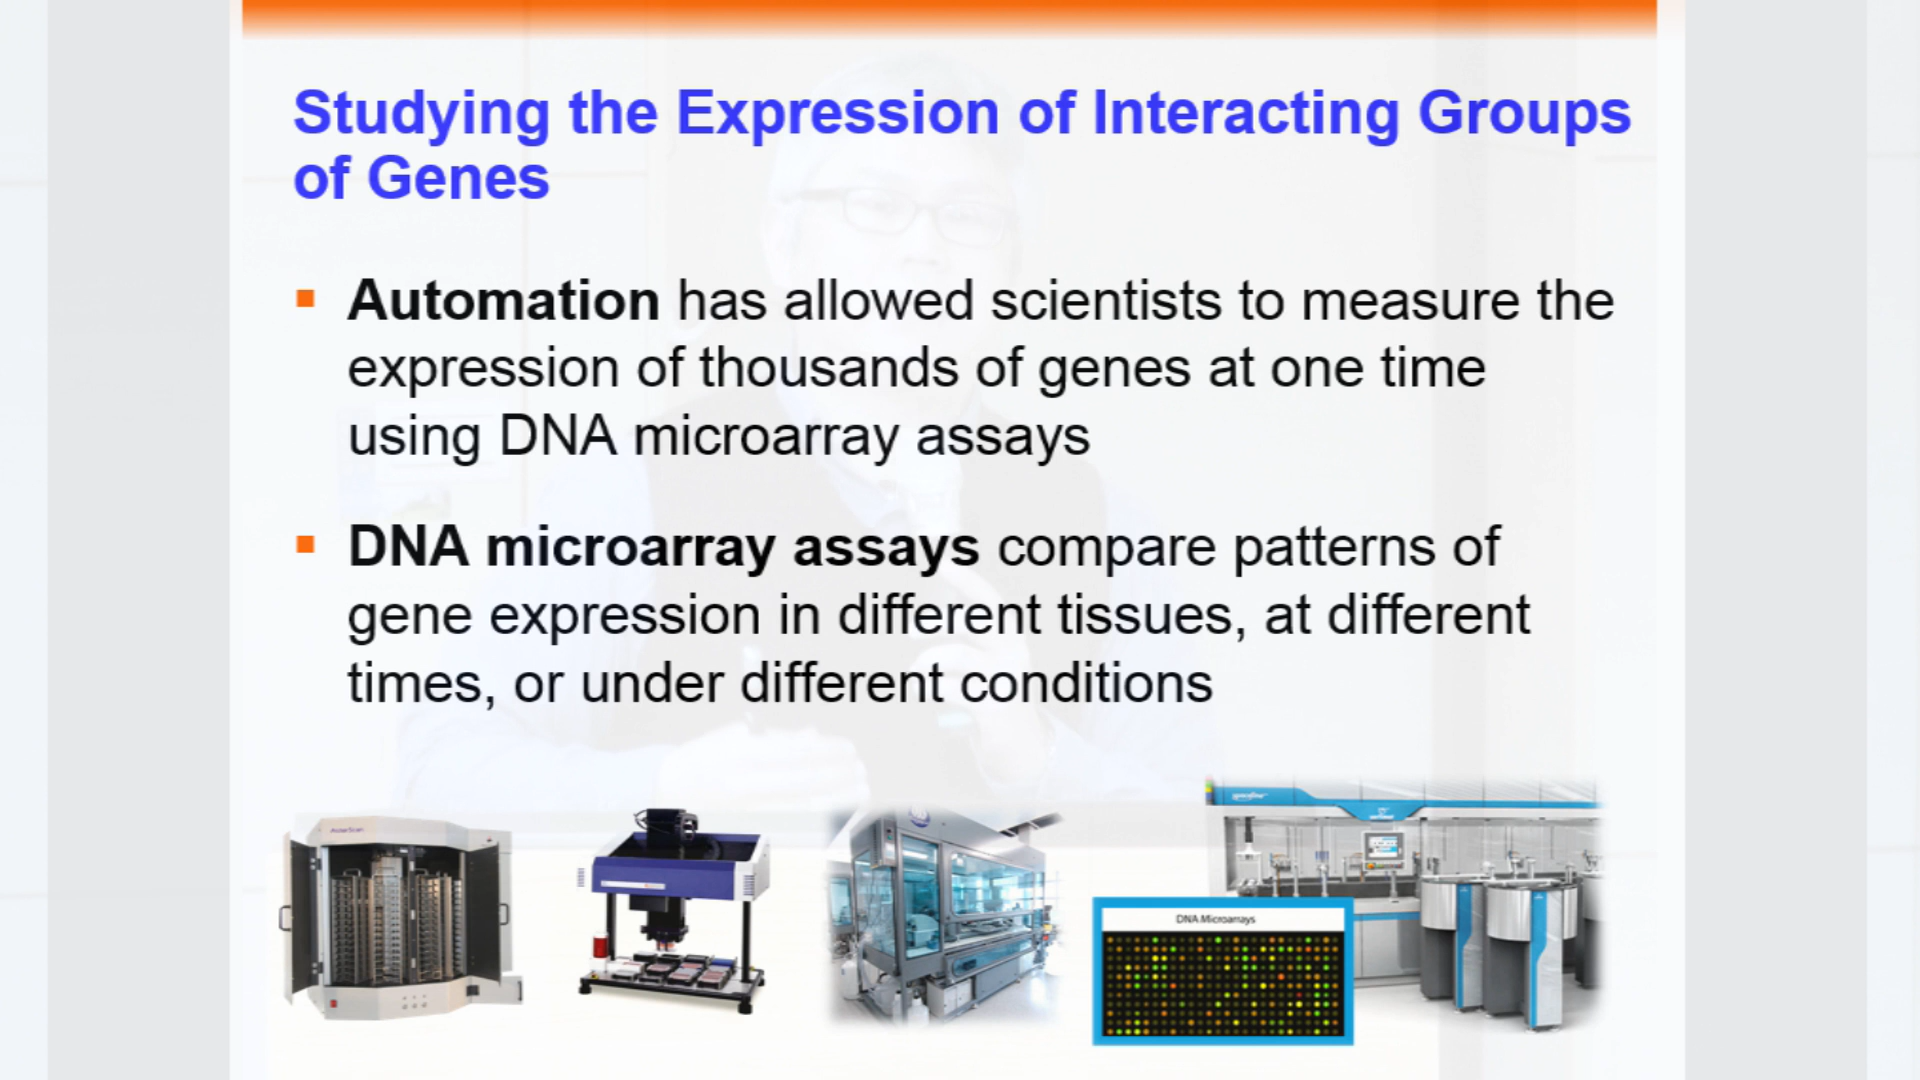 Studying the Expression of Interacting Groups
of Genes
Automation has allowed scientists to measure the
expression of thousands of genes at one time
using DNA microarray assays
DNA microarray assays compare patterns of
gene expression in different tissues, at different
times, or under different conditions
DNA Microarrays